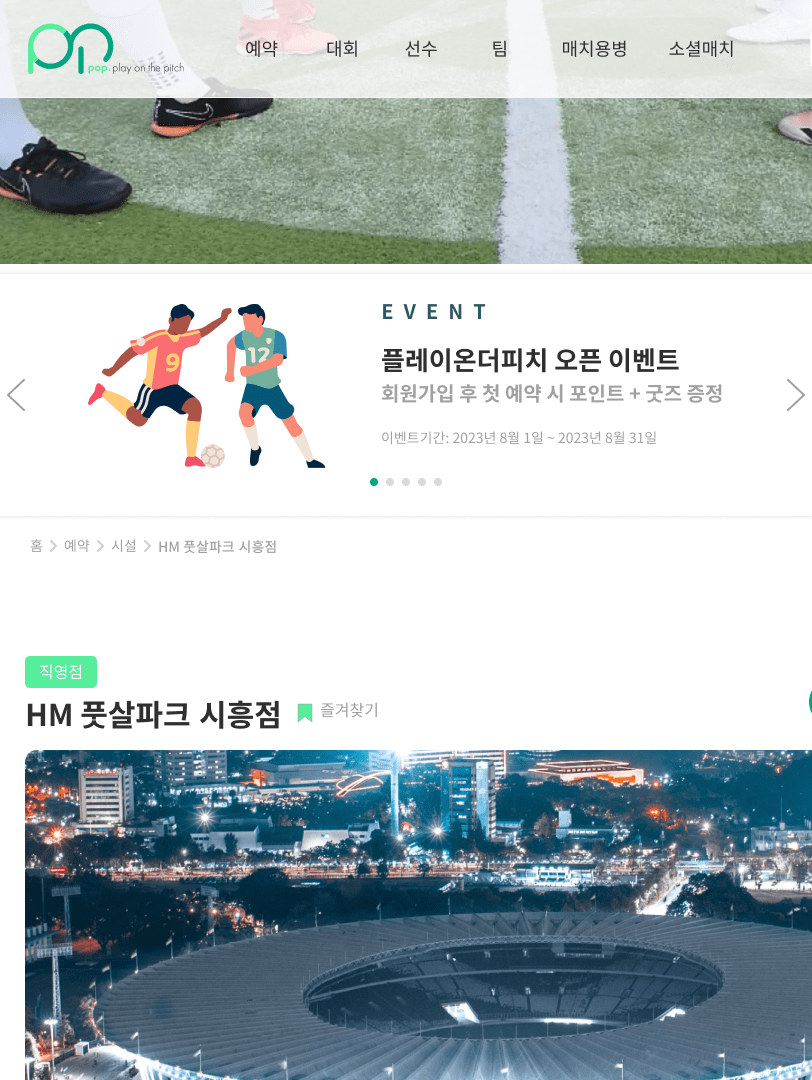 pop. play on the pitch
예약 대회 선수 팀 매치용병 소셜매치
EVENT
플레이온더피치 오픈 이벤트
회원가입 후 첫 예약 시 포인트 + 굿즈 증정
이벤트기간: 2023년 8월 1일 ~ 2023년 8월 31일
9
12
홈 > 예약 > 시설 > HM 풋살파크 시흥점
직영점
HM 풋살파크 시흥점
즐겨찾기